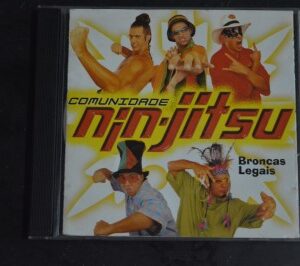 COMUNIDADE
nin-jitsu
Broncas
Legais